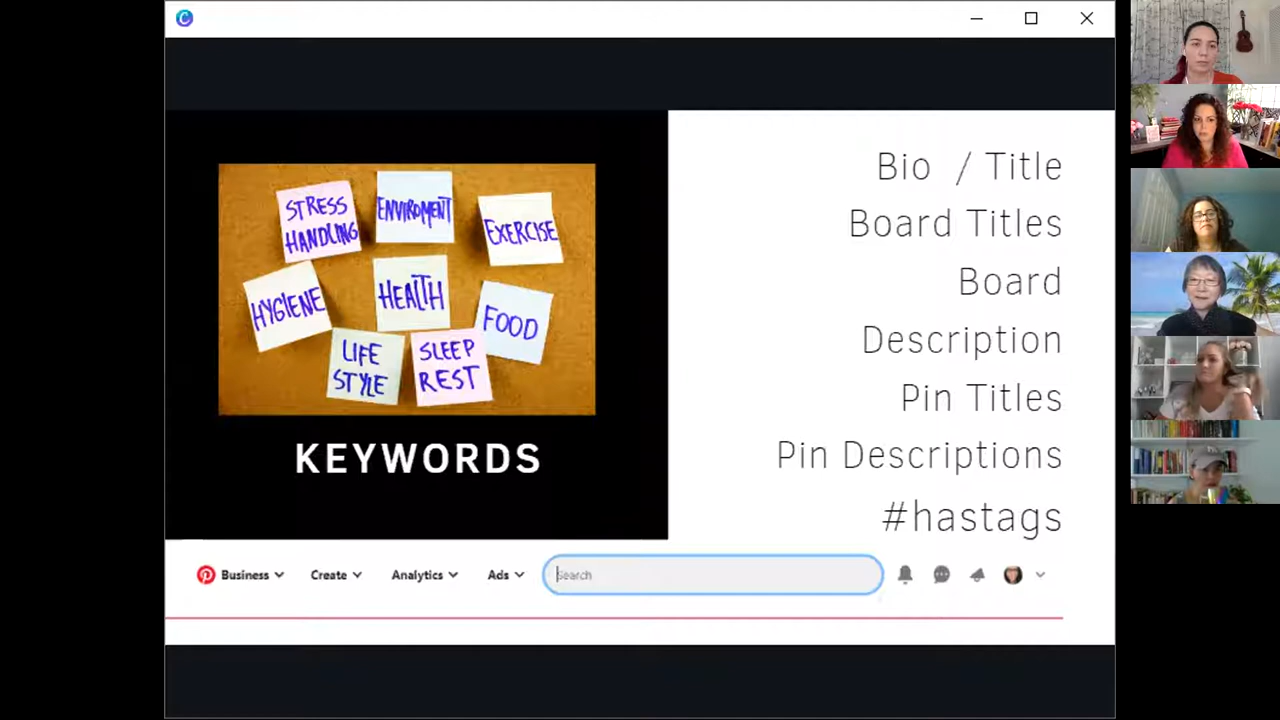 STRESS
HANDLING
ENVIROMENT
EXERCISE
HYGIENE
HEALTH
FOOD
LIFE
STYLE
SLEEP
REST
KEYWORDS
Bio / Title
Board Titles
Board
Description
Pin Titles
Pin Descriptions
#hastags
Business Create Analytics Ads Search